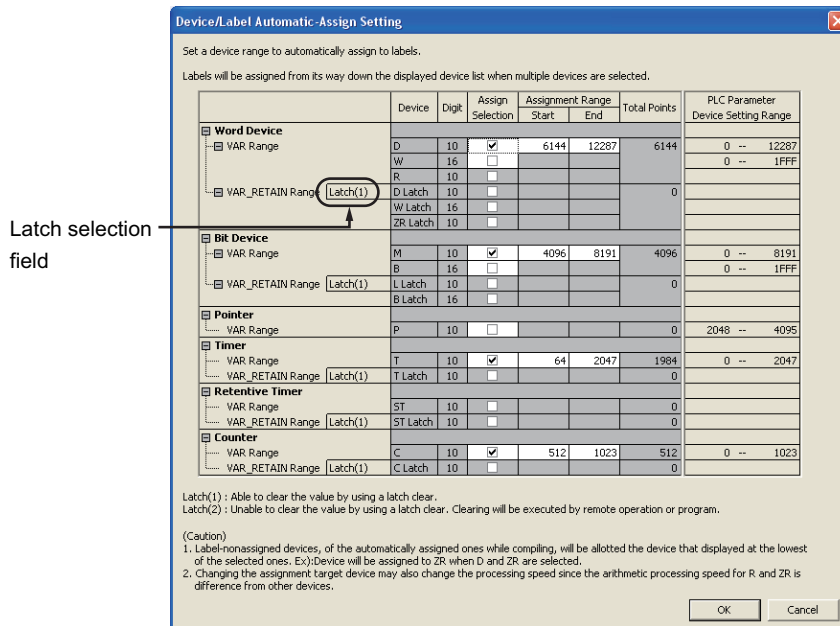 Device/Label Automatic-Assign Setting
Set a device range to automatically assign to labels.
Labels will be assigned from its way down the displayed device list when multiple devices are selected.
Device Digit Assign Selection Assignment Range Start End Total Points PLC Parameter Device Setting Range
Word Device
VAR Range D 10 6144 12287 6144 0 -- 12287
W 16 0 -- 1FFF
R 10
VAR_RETAIN Range Latch(1) D Latch 10 0
W Latch 16
ZR Latch 10
Latch selection
field
Bit Device
VAR Range M 10 4096 8191 4096 0 -- 8191
B 16 0 -- 1FFF
VAR_RETAIN Range Latch(1) L Latch 10 0
B Latch 16
Pointer
VAR Range P 10 0 2048 -- 4095
Timer
VAR Range T 10 64 2047 1984 0 -- 2047
VAR_RETAIN Range Latch(1) T Latch 10 0
Retentive Timer
VAR Range ST 10 0
VAR_RETAIN Range Latch(1) ST Latch 10 0
Counter
VAR Range C 10 512 1023 512 0 -- 1023
VAR_RETAIN Range Latch(1) C Latch 10 0
Latch(1) : Able to clear the value by using a latch clear.
Latch(2) : Unable to clear the value by using a latch clear. Clearing will be executed by remote operation or program.
(Caution)
1. Label-nonassigned devices, of the automatically assigned ones while compiling, will be allotted the device that displayed at the lowest
of the selected ones. Ex):Device will be assigned to ZR when D and ZR are selected.
2. Changing the assignment target device may also change the processing speed since the arithmetic processing speed for R and ZR is
difference from other devices.
OK Cancel